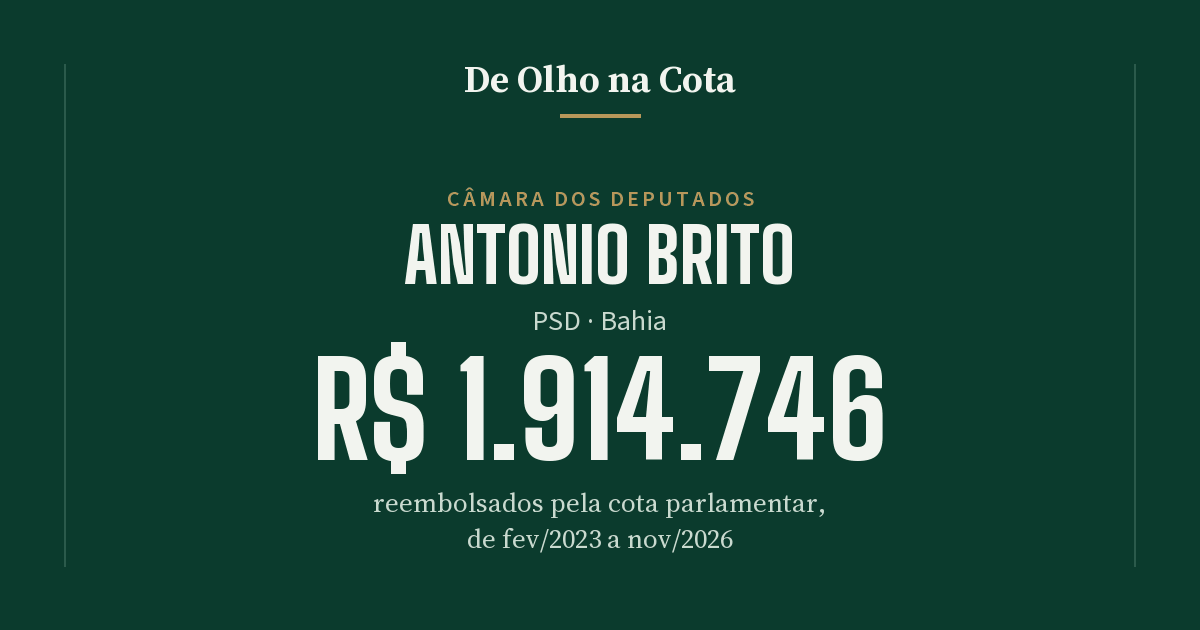 De Olho na Cota
CÂMARA DOS DEPUTADOS
ANTONIO BRITO
PSD · Bahia
R$ 1.914.746
reembolsados pela cota parlamentar,
de fev/2023 a nov/2026